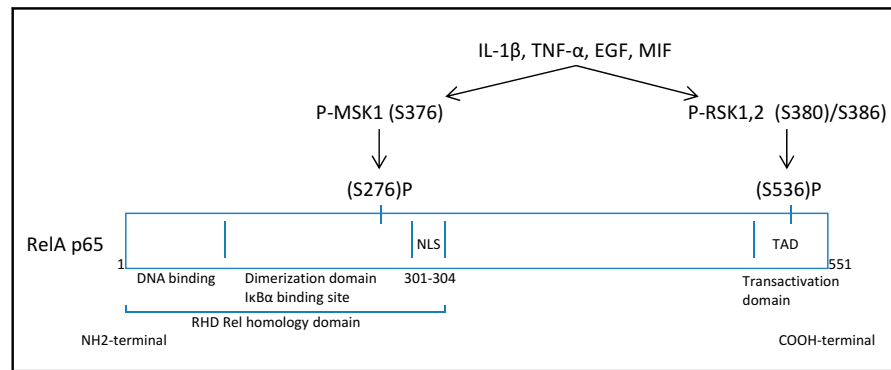 IL-1β, TNF-α, EGF, MIF
P-MSK1 (S376)
P-RSK1,2 (S380)/S386)
(S276)P
(S536)P
RelA p65
NLS
TAD
1
551
DNA binding
Dimerization domain
IκBα binding site
301-304
Transactivation
domain
RHD Rel homology domain
NH2-terminal
COOH-terminal